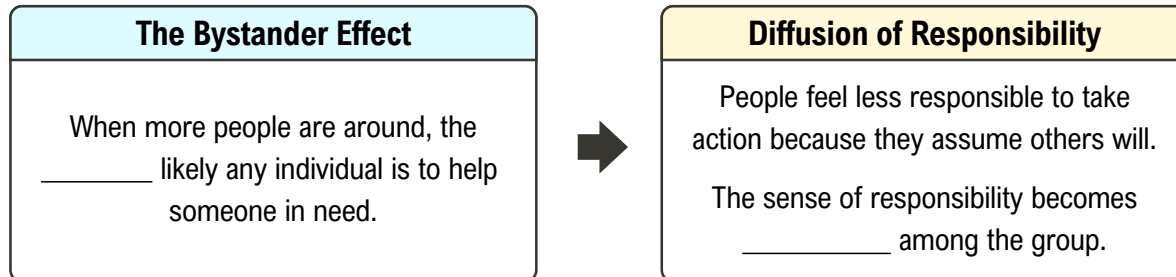 The Bystander Effect
When more people are around, the
________ likely any individual is to help
someone in need.
Diffusion of Responsibility
People feel less responsible to take
action because they assume others will.
The sense of responsibility becomes
___________ among the group.